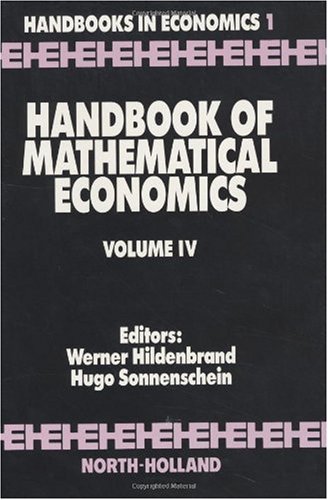 HANDBOOKS IN ECONOMICS 1
HANDBOOK OF
MATHEMATICAL
ECONOMICS
VOLUME IV
Editors:
Werner Hildenbrand
Hugo Sonnenschein
NORTH-HOLLAND